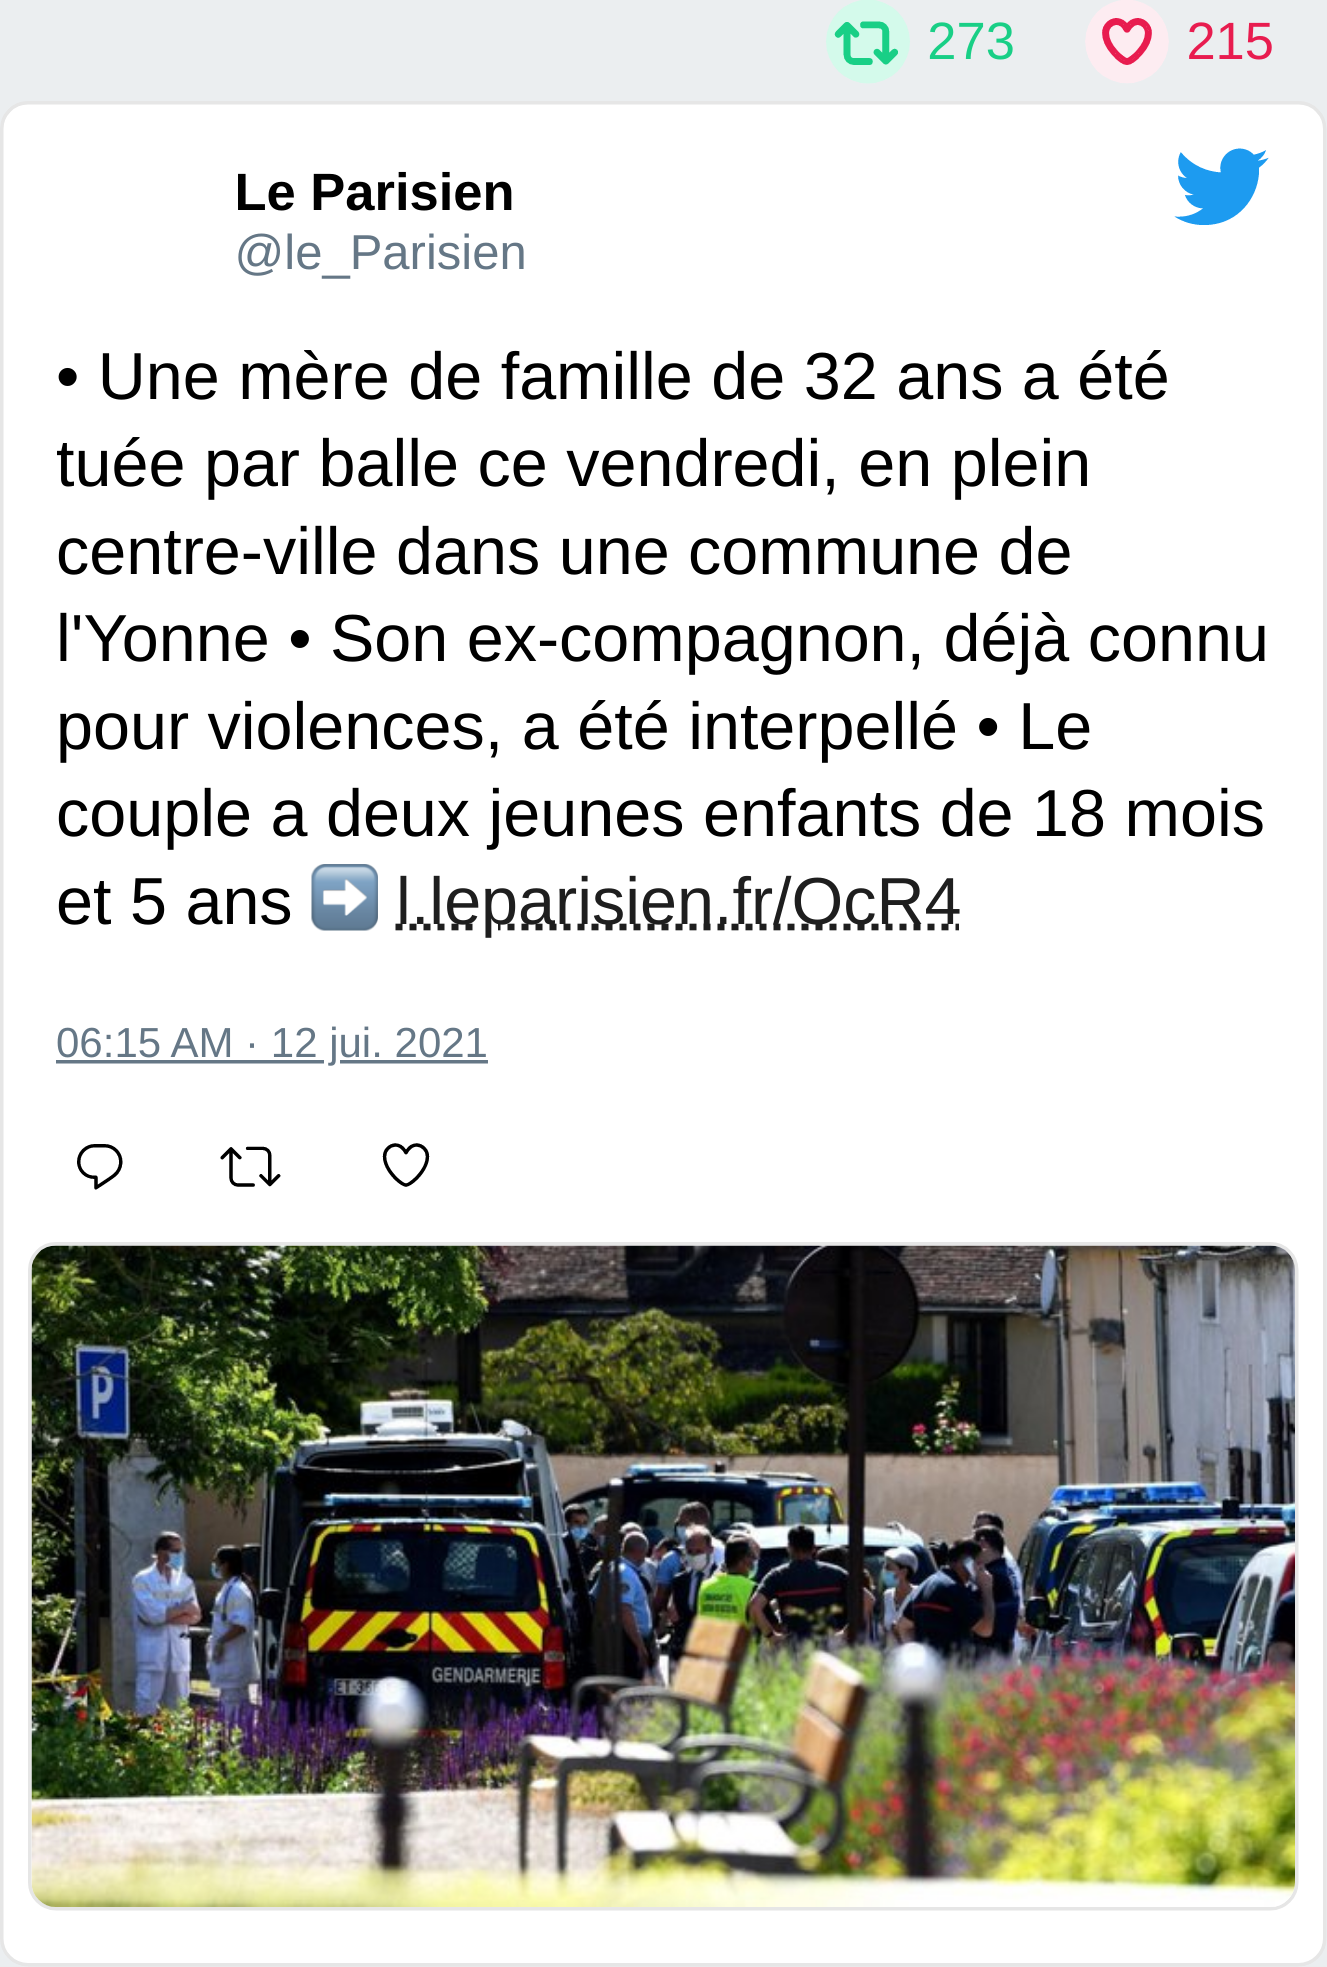 273 215
Le Parisien
@le_Parisien
• Une mère de famille de 32 ans a été
tuée par balle ce vendredi, en plein
centre-ville dans une commune de
l'Yonne • Son ex-compagnon, déjà connu
pour violences, a été interpellé • Le
couple a deux jeunes enfants de 18 mois
et 5 ans ➡️ l.leparisien.fr/OcR4
06:15 AM · 12 jui. 2021
P
GENDARMERIE